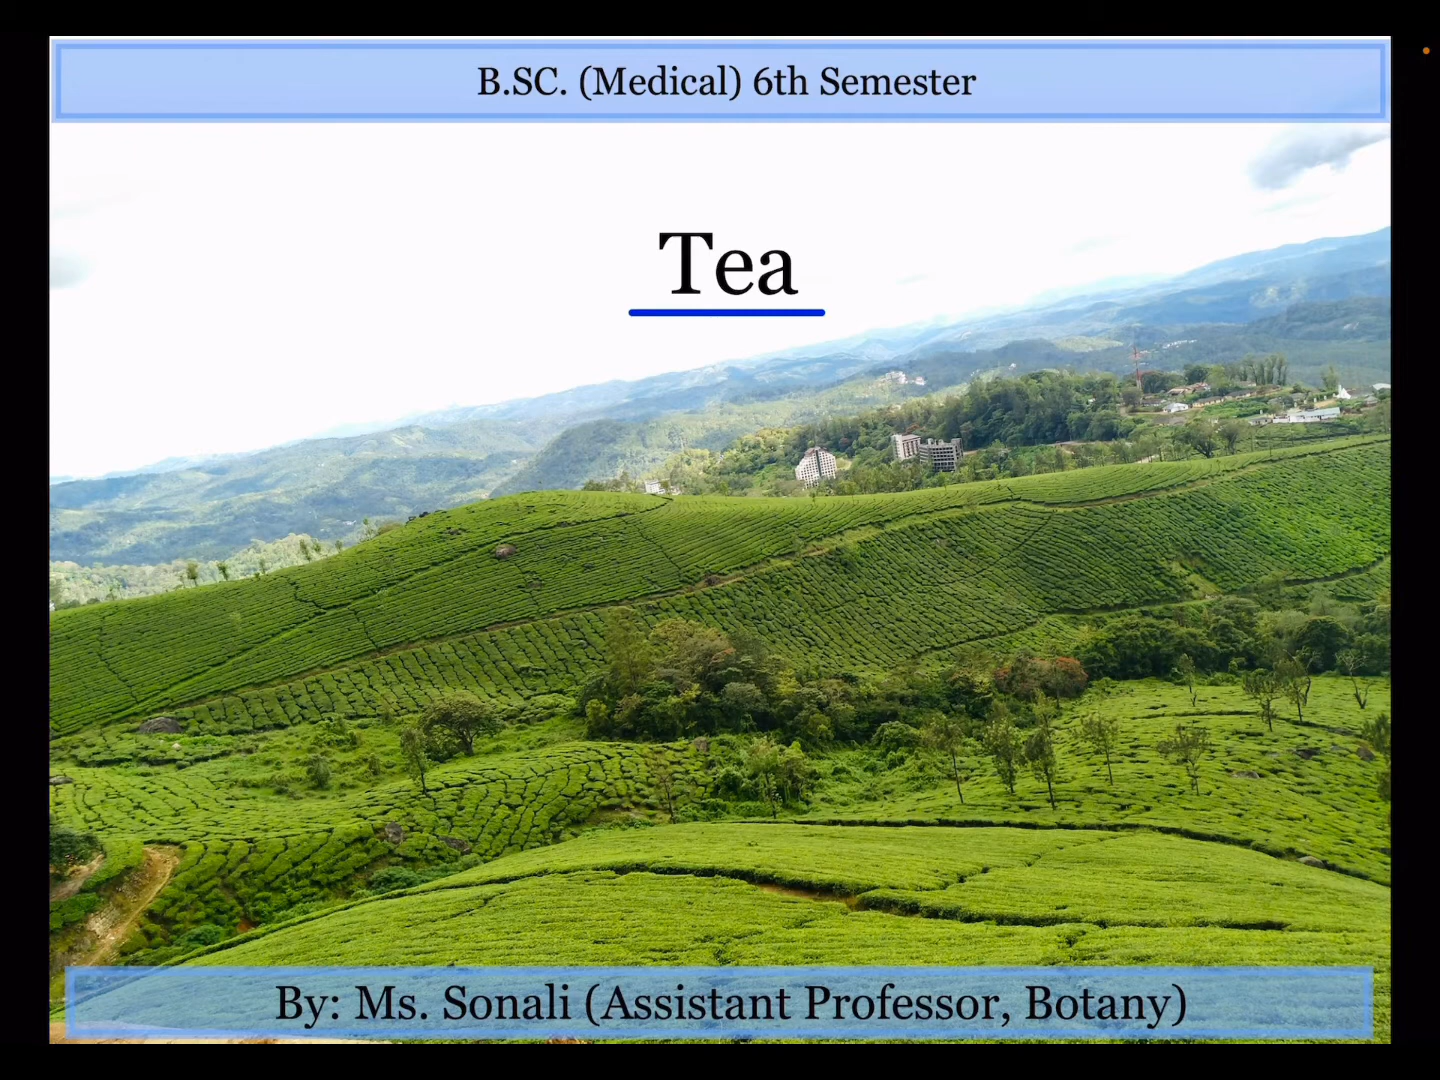 B.SC. (Medical) 6th Semester
Tea
By: Ms. Sonali (Assistant Professor, Botany)